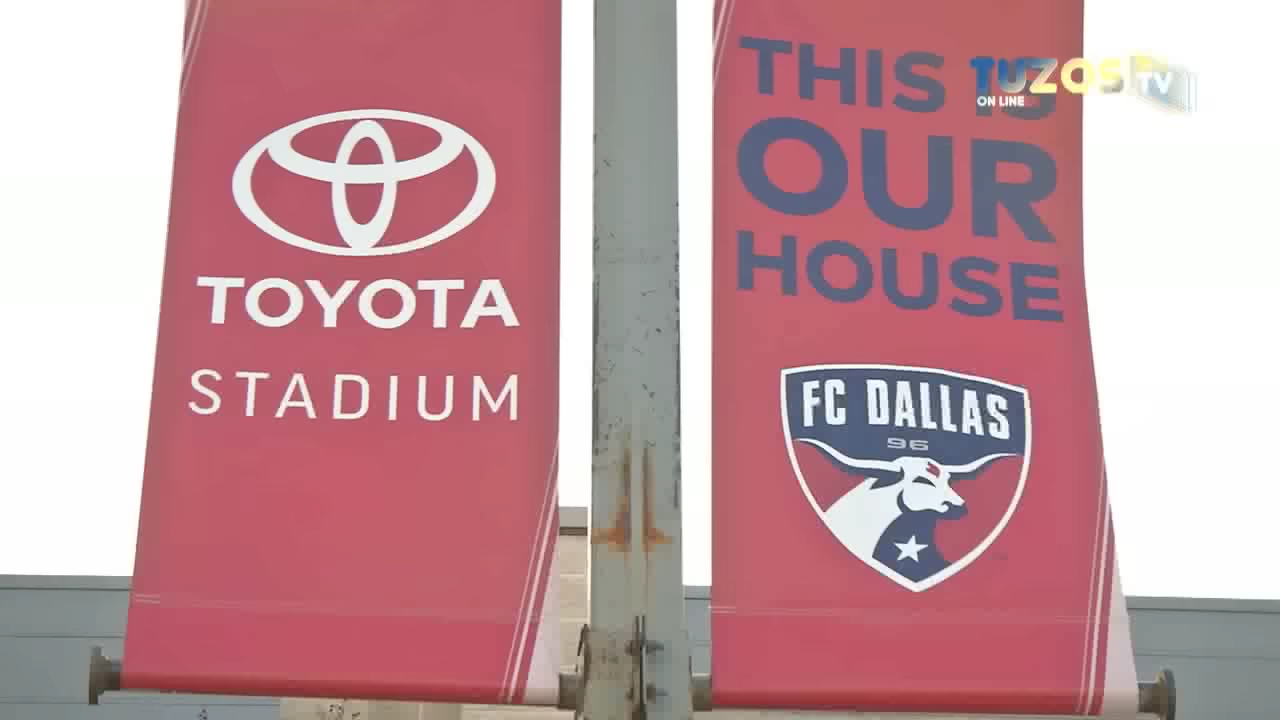 TOYOTA
STADIUM
THIS IS
OUR
HOUSE
FC DALLAS
96
TUZOS TV
ON LINE